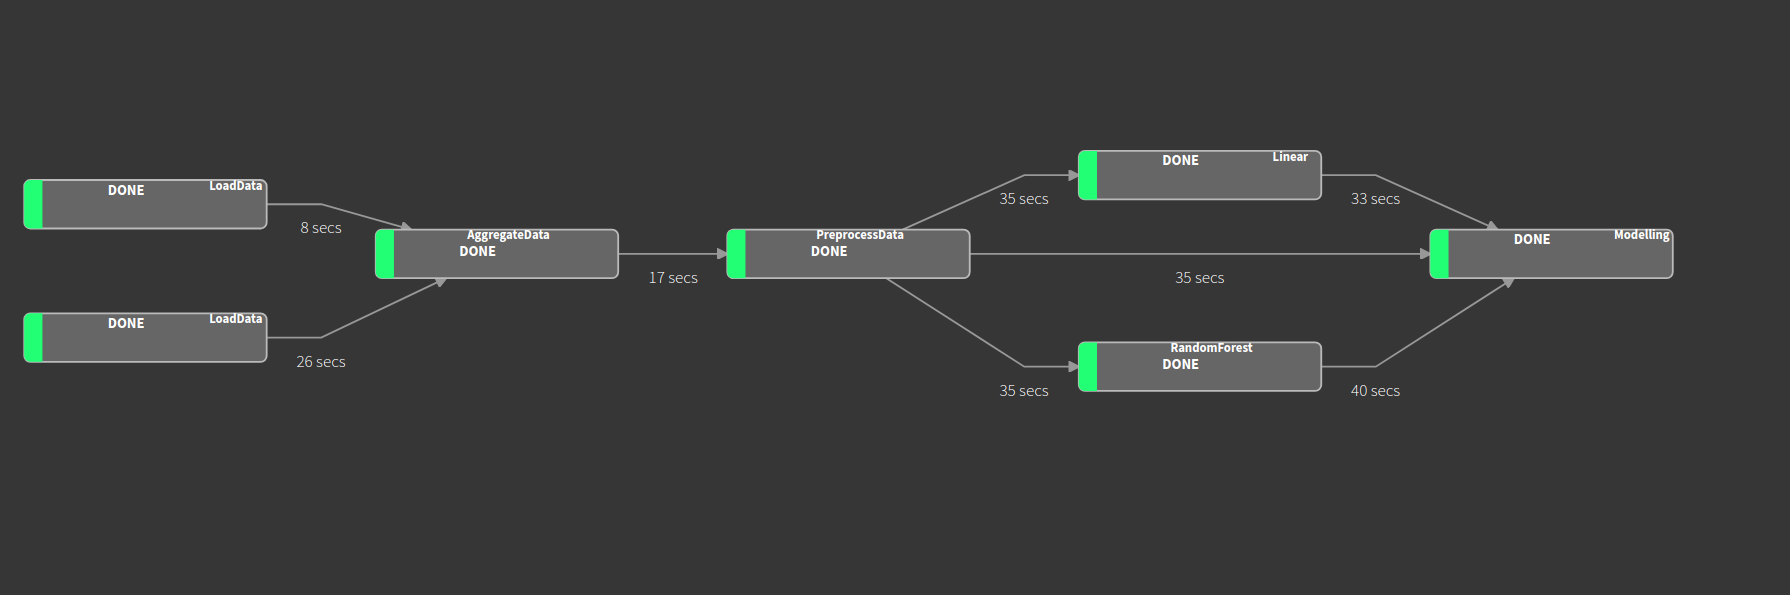 LoadData
DONE
8 secs
LoadData
DONE
26 secs
AggregateData
DONE
17 secs
PreprocessData
DONE
35 secs
35 secs
35 secs
Linear
DONE
33 secs
RandomForest
DONE
40 secs
Modelling
DONE